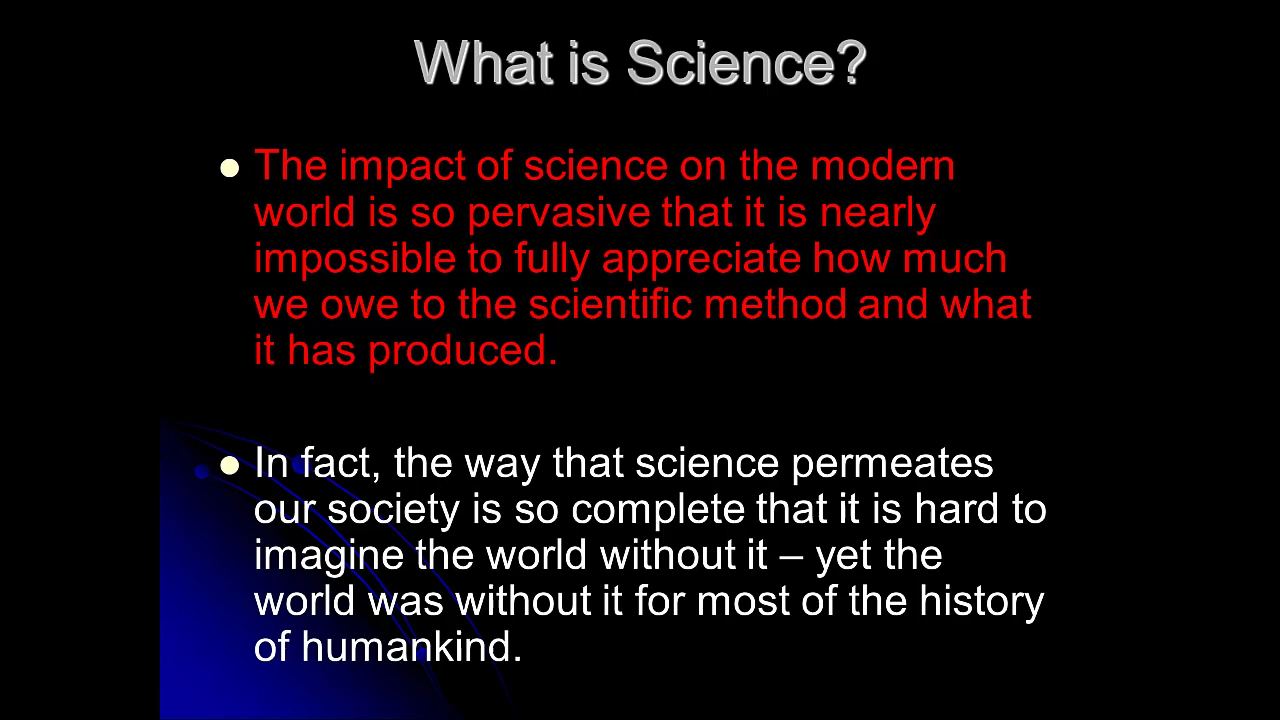 What is Science?
The impact of science on the modern
world is so pervasive that it is nearly
impossible to fully appreciate how much
we owe to the scientific method and what
it has produced.
In fact, the way that science permeates
our society is so complete that it is hard to
imagine the world without it – yet the
world was without it for most of the history
of humankind.